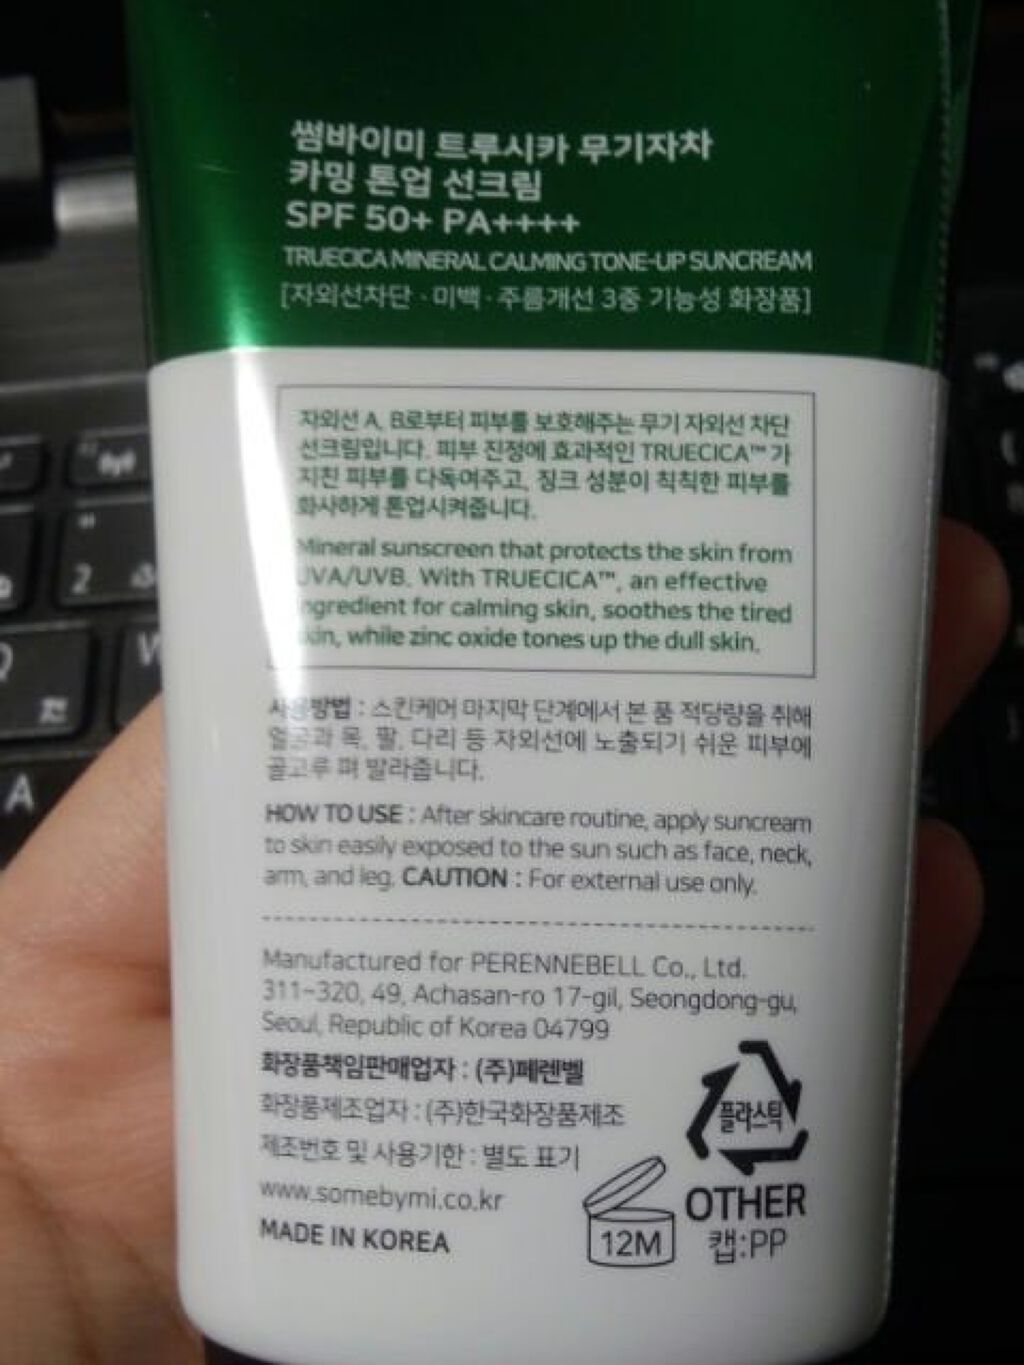 썸바이미 트루시카 무기자차
카밍 톤업 선크림
SPF 50+ PA++++
TRUECICA MINERAL CALMING TONE-UP SUNCREAM
[자외선차단 · 미백 · 주름개선 3중 기능성 화장품]
자외선 A, B로부터 피부를 보호해주는 무기 자외선 차단
선크림입니다. 피부 진정에 효과적인 TRUECICA™ 가
지친 피부를 다독여주고, 징크 성분이 칙칙한 피부를
화사하게 톤업시켜줍니다.
Mineral sunscreen that protects the skin from
UVA/UVB. With TRUECICA™, an effective
ingredient for calming skin, soothes the tired
skin, while zinc oxide tones up the dull skin.
사용방법 : 스킨케어 마지막 단계에서 본 품 적당량을 취해
얼굴과 목, 팔, 다리 등 자외선에 노출되기 쉬운 피부에
골고루 펴 발라줍니다.
HOW TO USE : After skincare routine, apply suncream
to skin easily exposed to the sun such as face, neck,
arm, and leg. CAUTION : For external use only.
Manufactured for PERENNEBELL Co., Ltd.
311~320, 49, Achasan-ro 17-gil, Seongdong-gu,
Seoul, Republic of Korea 04799
화장품책임판매업자 : (주)페렌벨
화장품제조업자 : (주)한국화장품제조
제조번호 및 사용기한 : 별도 표기
www.somebymi.co.kr
MADE IN KOREA
12M
플라스틱
OTHER
캡:PP
2
W
Q
A